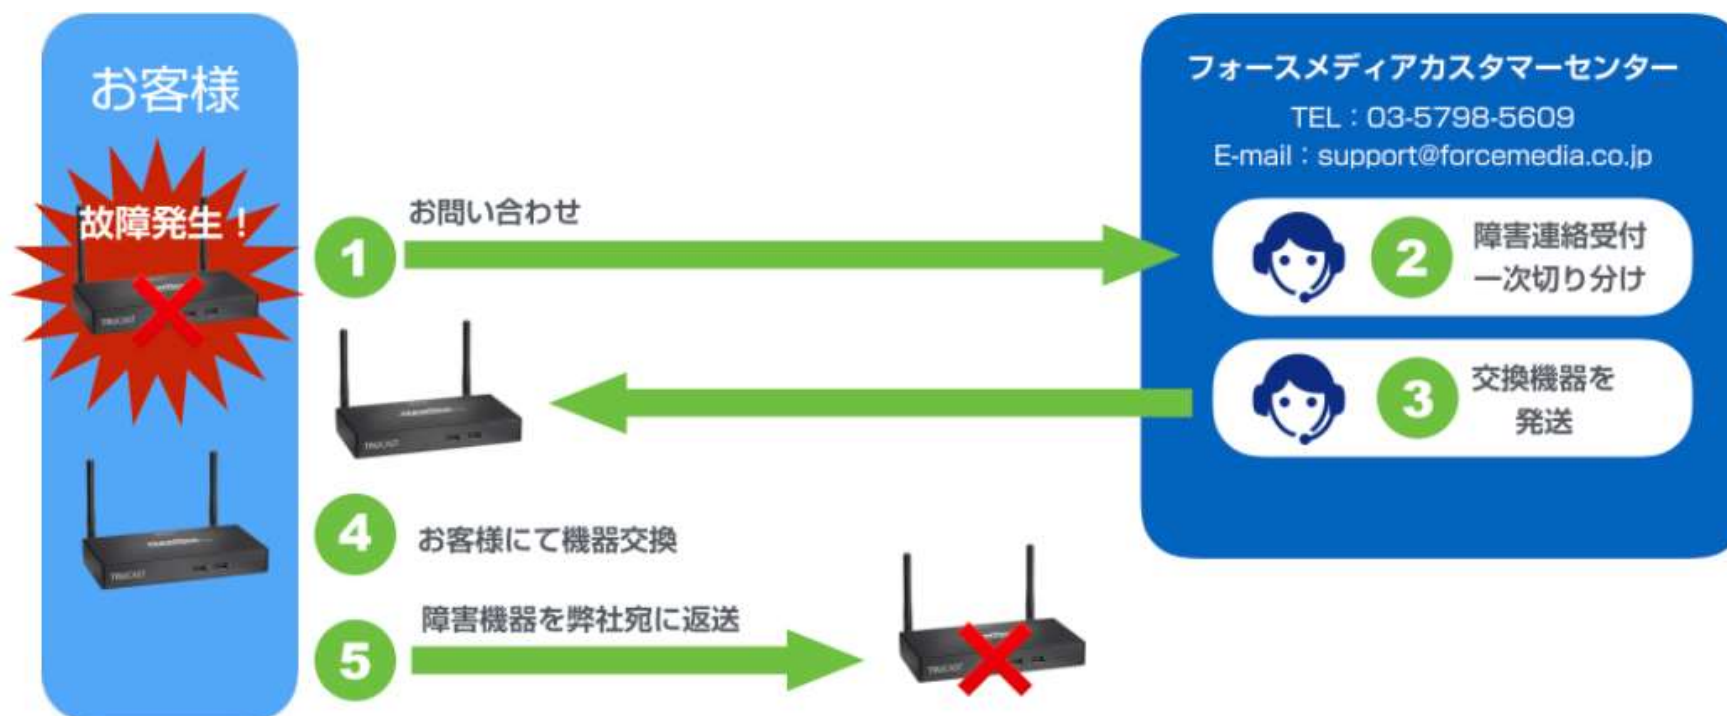 お客様
故障発生！
TRUCAST
1
お問い合わせ
フォースメディアカスタマーセンター
TEL：03-5798-5609
E-mail：support@forcemedia.co.jp
2
障害連絡受付
一次切り分け
3
交換機器を
発送
TRUCAST
TRUCAST
4
お客様にて機器交換
5
障害機器を弊社宛に返送
TRUCAST